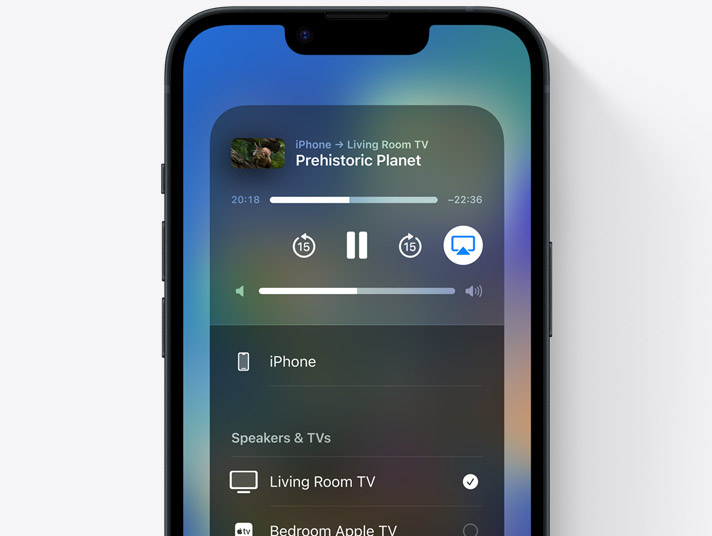 iPhone → Living Room TV
Prehistoric Planet
20:18 –22:36
15 15
iPhone
Speakers & TVs
Living Room TV
tv Bedroom Apple TV